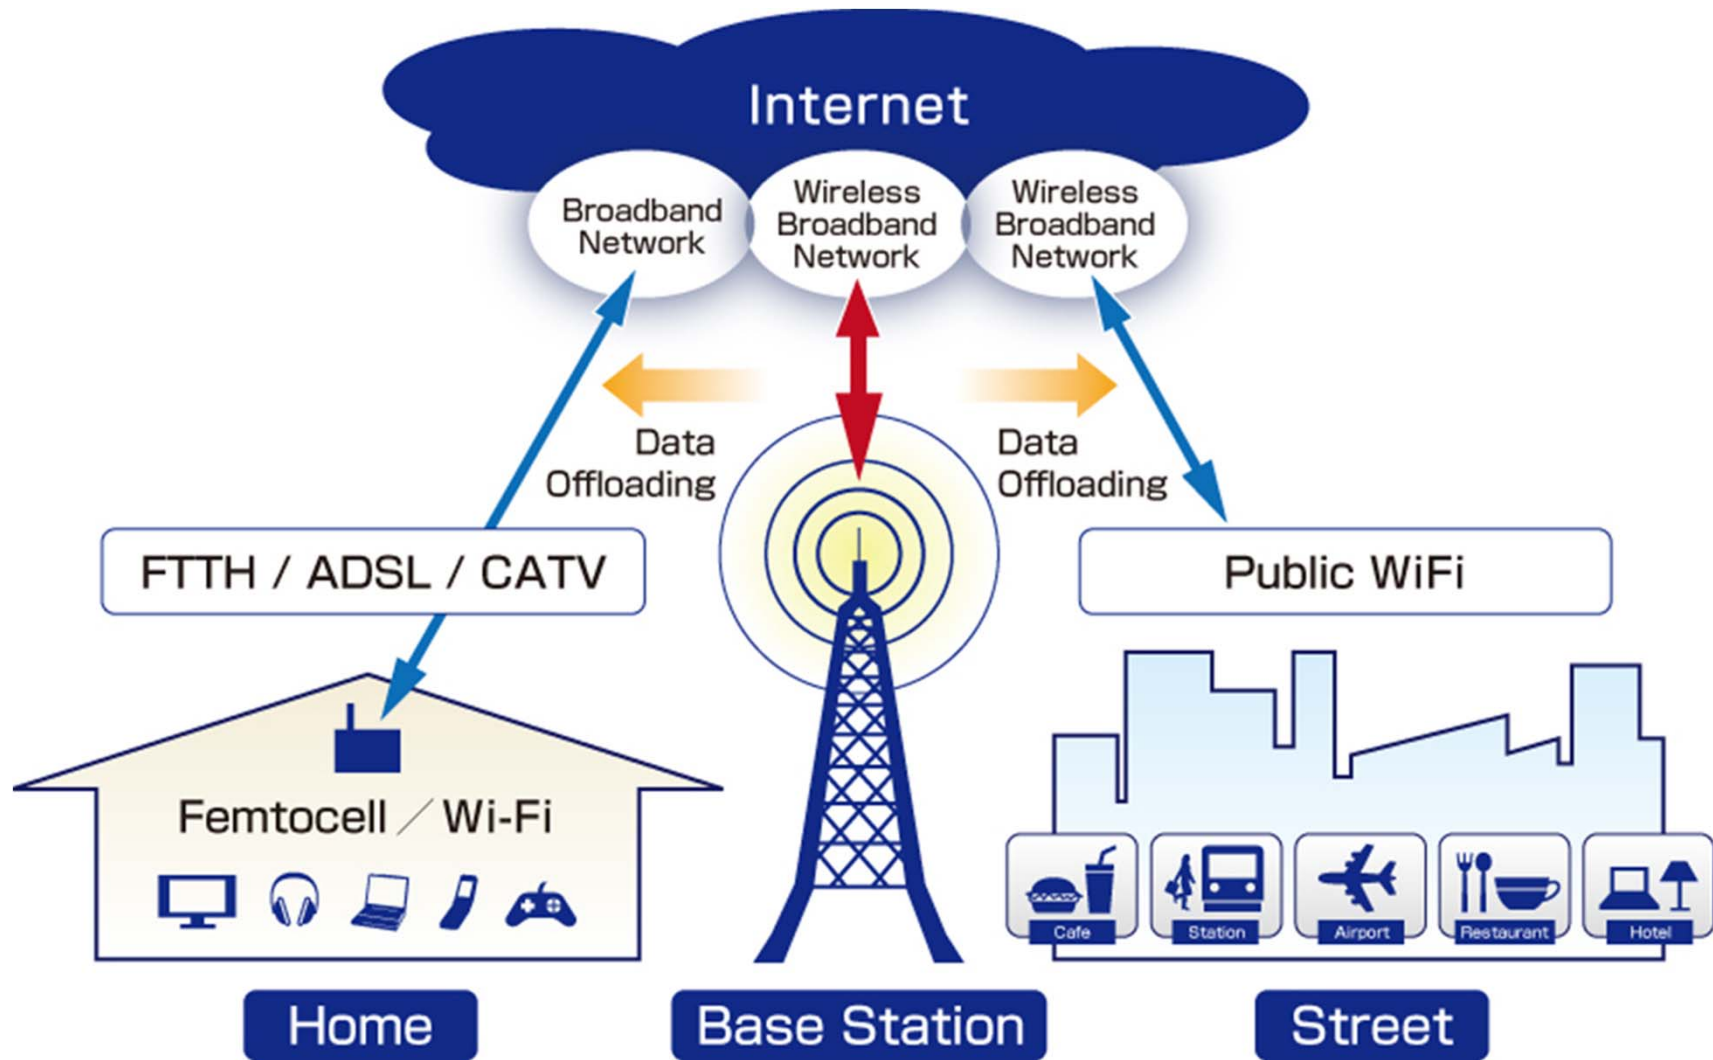 Internet
Broadband
Network
Wireless
Broadband
Network
Wireless
Broadband
Network
Data
Offloading
Data
Offloading
FTTH / ADSL / CATV
Public WiFi
Femtocell／Wi-Fi
Cafe
Station
Airport
Restaurant
Hotel
Home
Base Station
Street